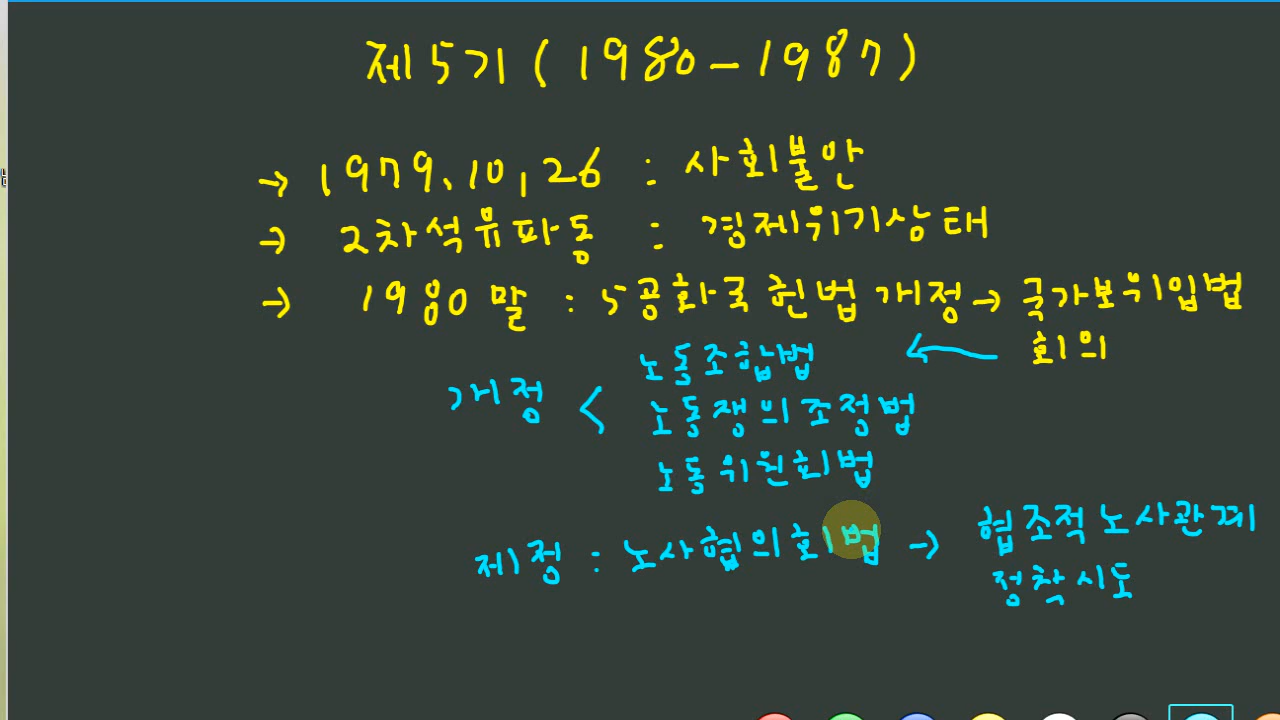 제5기(1980-1987)
→ 1979.10.26 : 사회불안
→ 2차석유파동 : 경제위기상태
→ 1980말 : 5공화국 헌법개정 → 국가보위입법
회의
←
노동조합법
개정 < 노동쟁의조정법
노동위원회법
제정 : 노사협의회법 → 협조적노사관계
정착시도